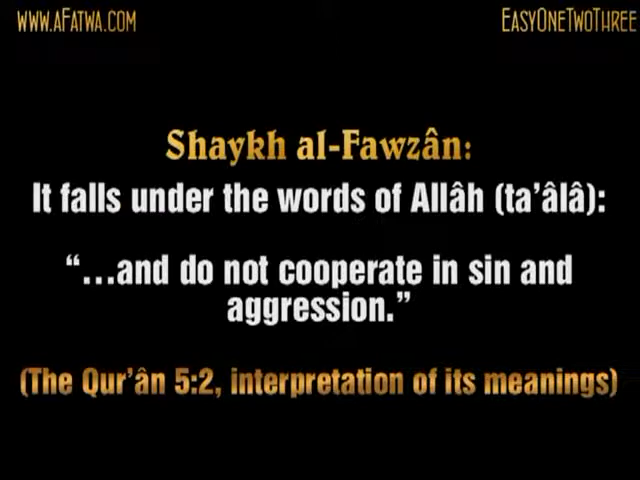 www.aFatwa.com
EasyOneTwoThree
Shaykh al-Fawzân:
It falls under the words of Allâh (ta’âlâ):
“…and do not cooperate in sin and
aggression.”
(The Qur’ân 5:2, interpretation of its meanings)